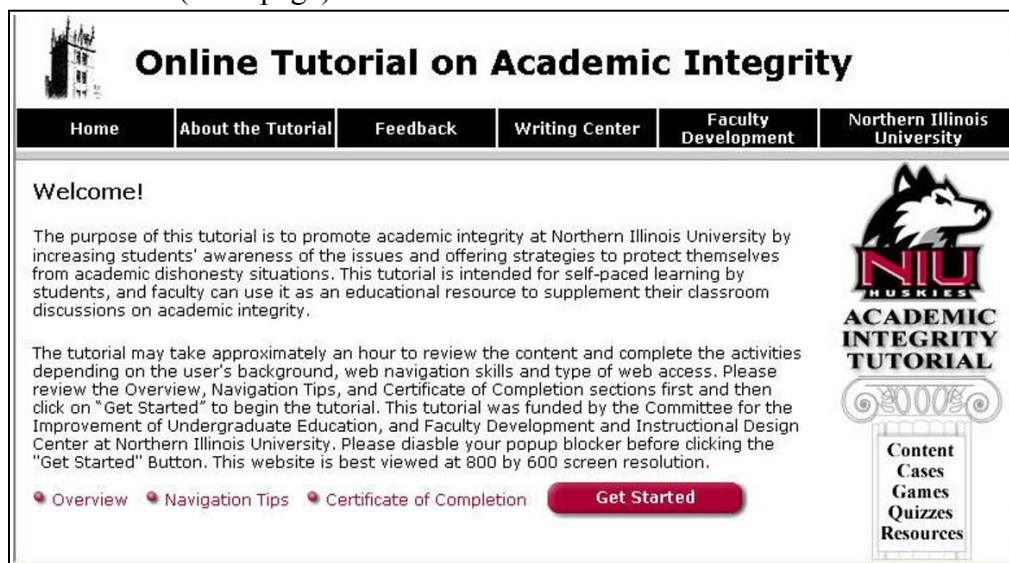 Online Tutorial on Academic Integrity
Home
About the Tutorial
Feedback
Writing Center
Faculty
Development
Northern Illinois
University
Welcome!
The purpose of this tutorial is to promote academic integrity at Northern Illinois University by
increasing students' awareness of the issues and offering strategies to protect themselves
from academic dishonesty situations. This tutorial is intended for self-paced learning by
students, and faculty can use it as an educational resource to supplement their classroom
discussions on academic integrity.
The tutorial may take approximately an hour to review the content and complete the activities
depending on the user's background, web navigation skills and type of web access. Please
review the Overview, Navigation Tips, and Certificate of Completion sections first and then
click on "Get Started" to begin the tutorial. This tutorial was funded by the Committee for the
Improvement of Undergraduate Education, and Faculty Development and Instructional Design
Center at Northern Illinois University. Please diasble your popup blocker before clicking the
"Get Started" Button. This website is best viewed at 800 by 600 screen resolution.
Overview
Navigation Tips
Certificate of Completion
Get Started
NIU
HUSKIES
ACADEMIC
INTEGRITY
TUTORIAL
Content
Cases
Games
Quizzes
Resources